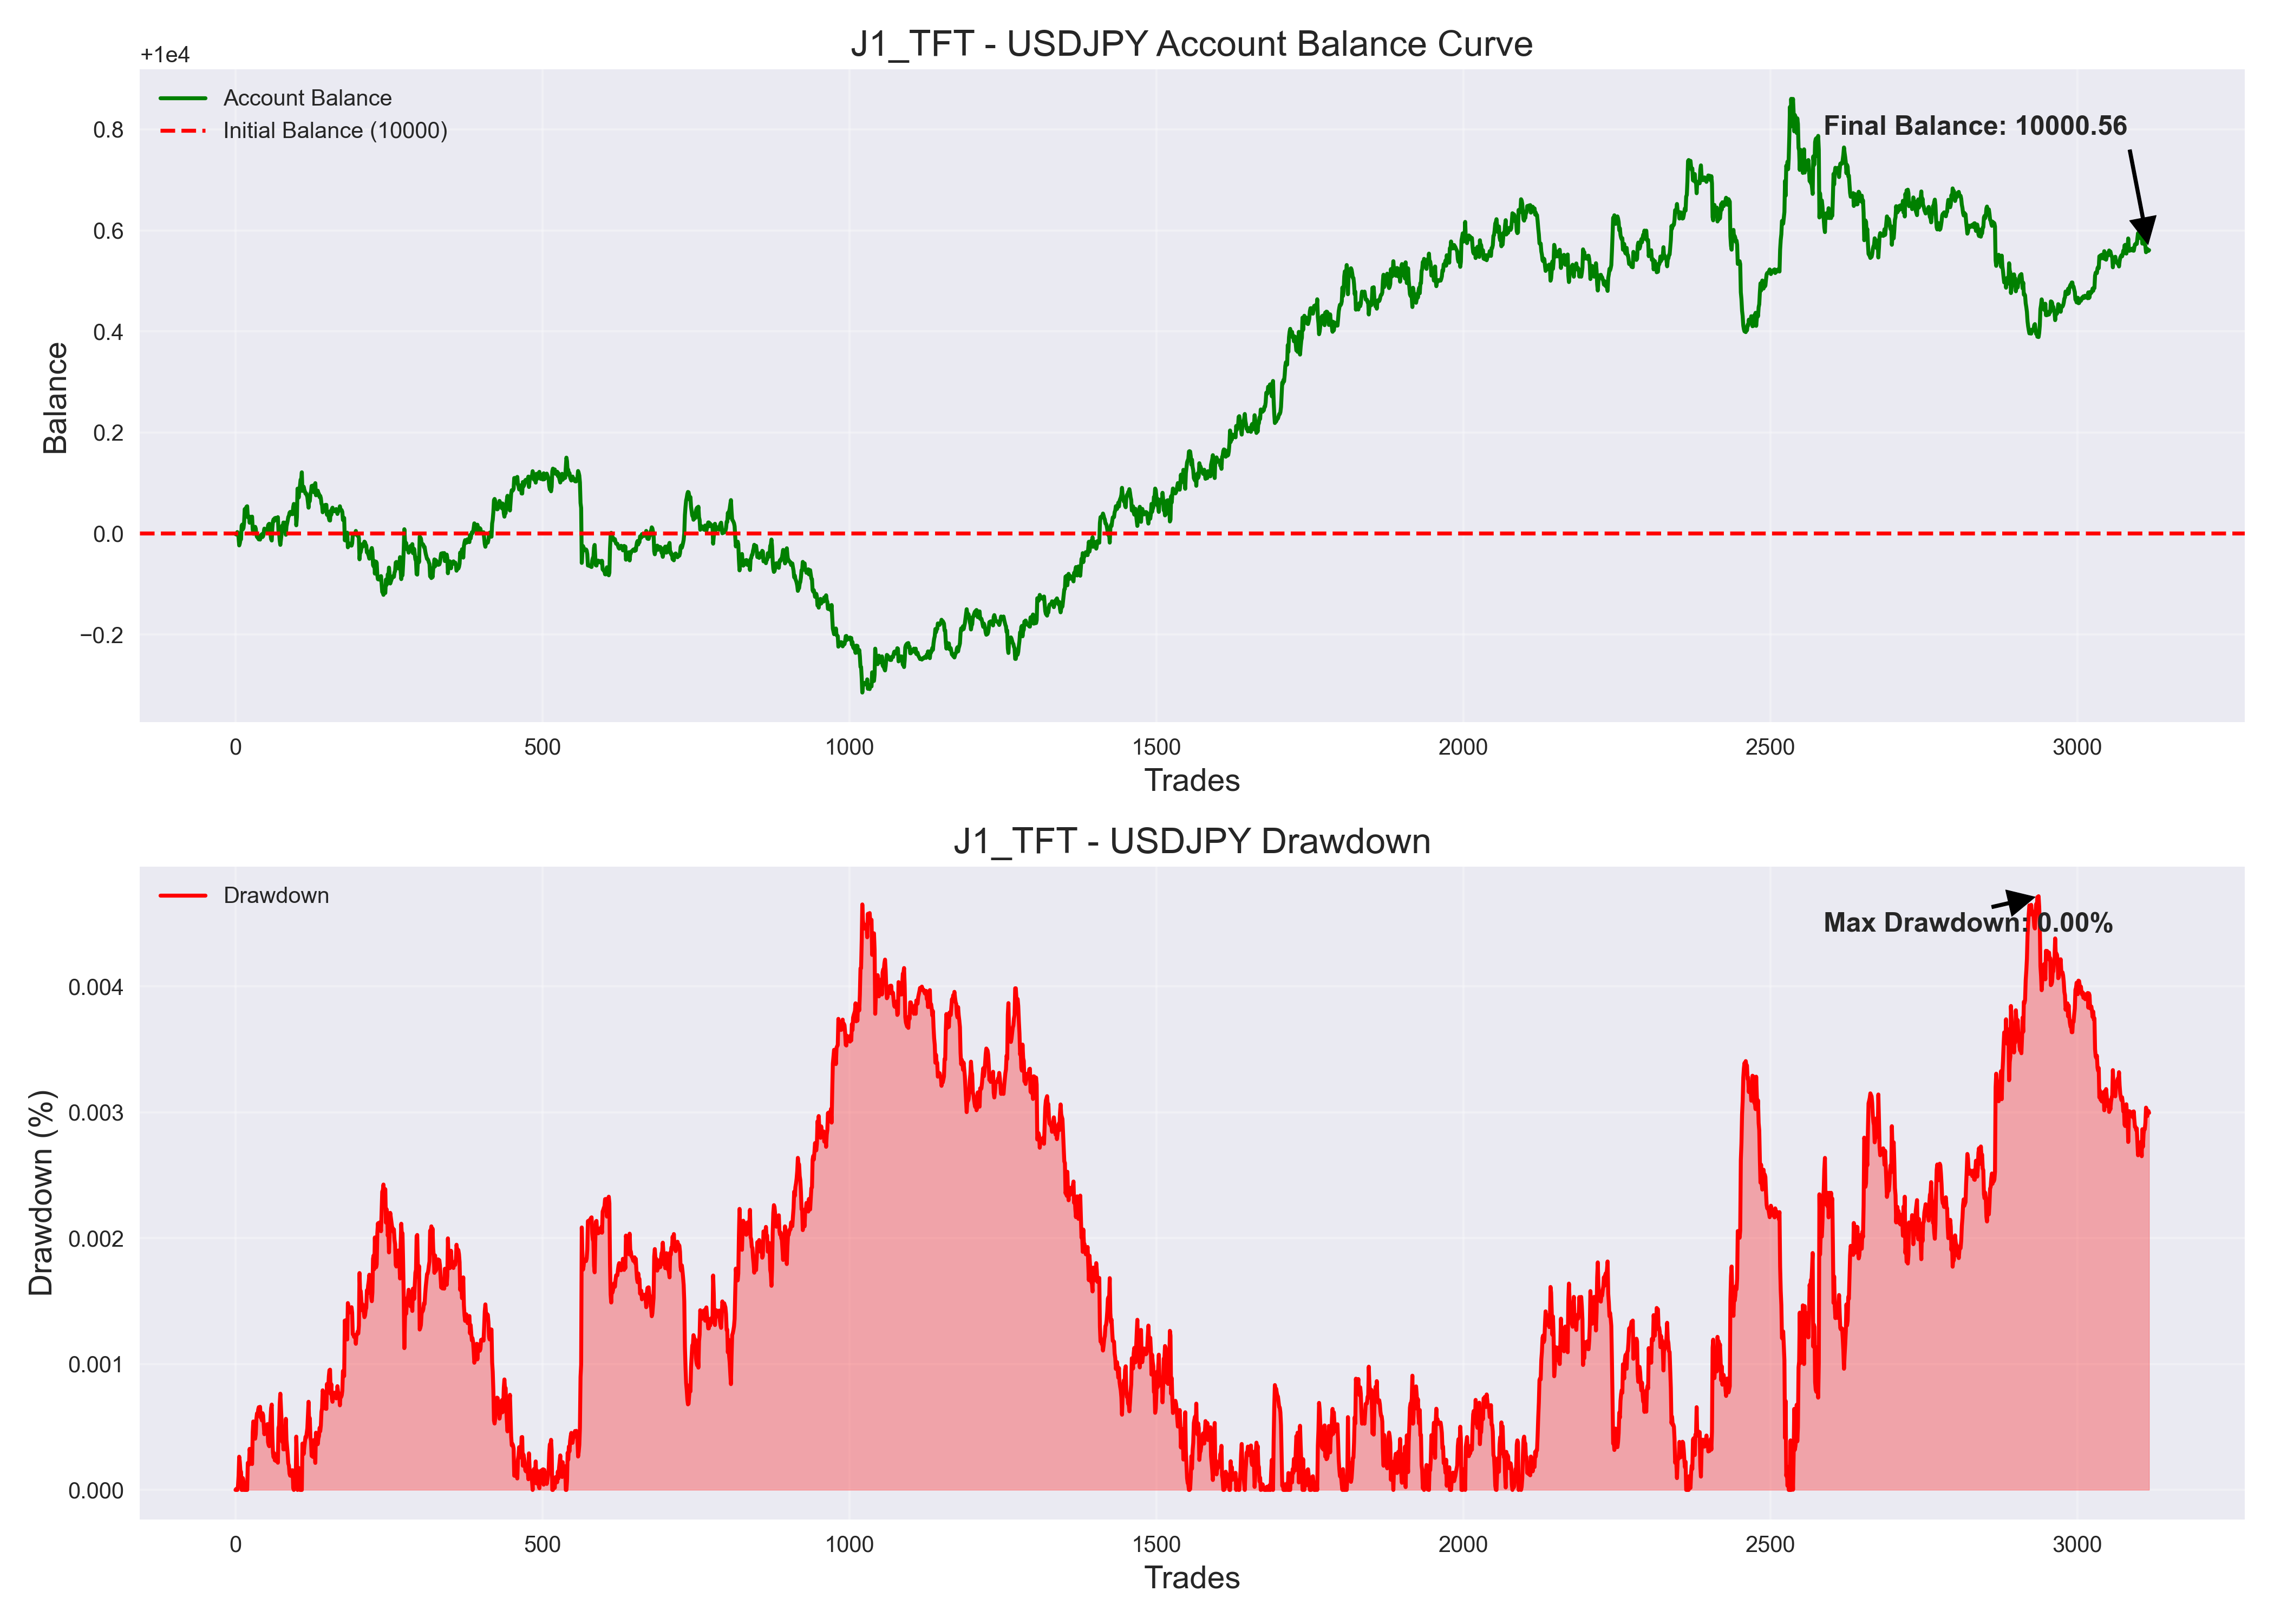 J1_TFT - USDJPY Account Balance Curve
+1e4
Account Balance
Initial Balance (10000)
Final Balance: 10000.56
0.8
0.6
0.4
0.2
0.0
−0.2
Balance
0 500 1000 1500 2000 2500 3000
Trades
J1_TFT - USDJPY Drawdown
Drawdown
Max Drawdown: 0.00%
0.004
0.003
0.002
0.001
0.000
Drawdown (%)
0 500 1000 1500 2000 2500 3000
Trades